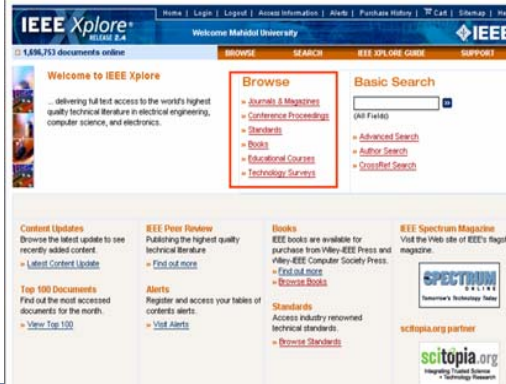 IEEE Xplore®
RELEASE 2.4
Home | Login | Logout | Access Information | Alerts | Purchase History | Cart | Sitemap |
Welcome Mahidol University
IEEE
1,696,753 documents online
BROWSE SEARCH IEEE XPLORE GUIDE SUPPORT
Welcome to IEEE Xplore
... delivering full text access to the world's highest
quality technical literature in electrical engineering,
computer science, and electronics.
Browse
» Journals & Magazines
» Conference Proceedings
» Standards
» Books
» Educational Courses
» Technology Surveys
Basic Search
(All Fields)
» Advanced Search
» Author Search
» CrossRef Search
Content Updates
Browse the latest update to see
recently added content.
» Latest Content Update
Top 100 Documents
Find out the most accessed
documents for the month.
» View Top 100
IEEE Peer Review
Publishing the highest quality
technical literature
» Find out more
Alerts
Register and access your tables of
contents alerts.
» Visit Alerts
Books
IEEE books are available for
purchase from Wiley-IEEE Press and
Wiley-IEEE Computer Society Press.
» Find out more
» Browse Books
Standards
Access industry renowned
technical standards.
» Browse Standards
IEEE Spectrum Magazine
Visit the Web site of IEEE's flags
magazine.
SPECTRUM
ONLINE
Tomorrow's Technology Today
scitopia.org partner
scitopia.org
Integrating Trusted Science
+ Technology Research